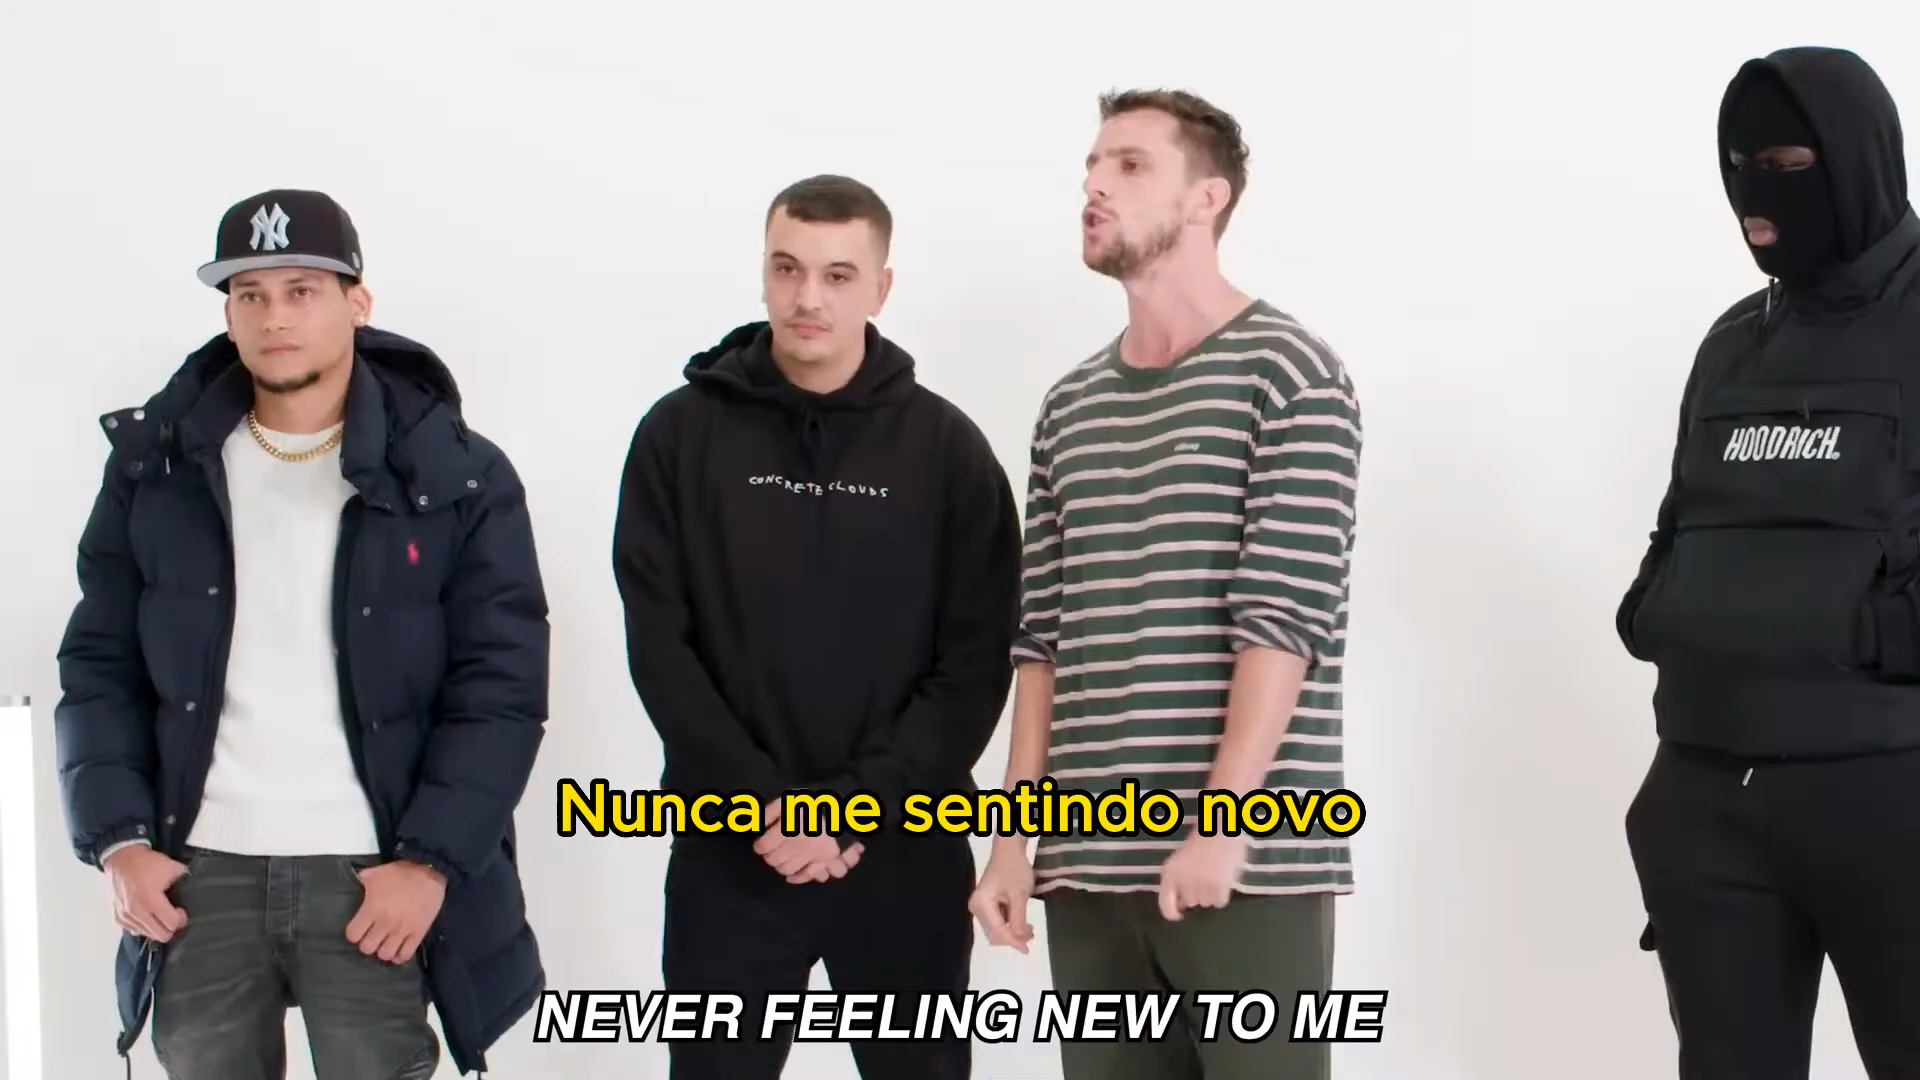 NY
CONCRETE CLOUDS
HOODRICH
Nunca me sentindo novo
NEVER FEELING NEW TO ME